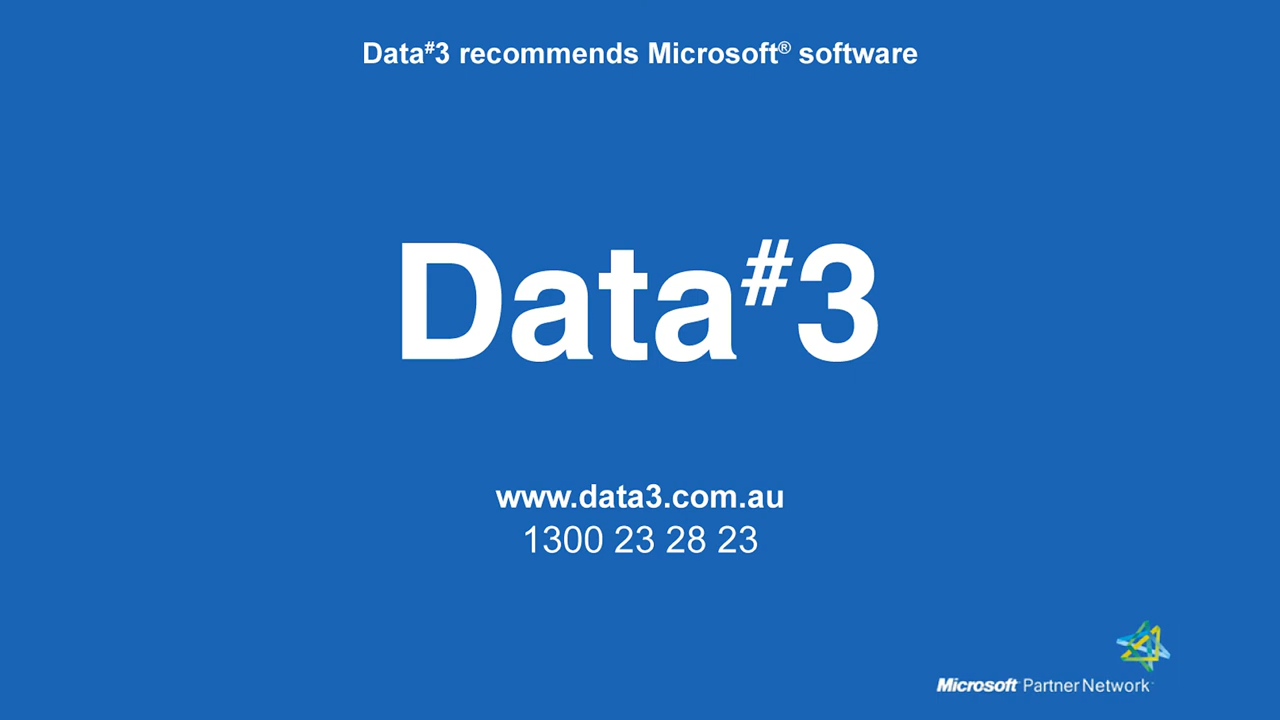 Data#3 recommends Microsoft® software
Data#3
www.data3.com.au
1300 23 28 23
Microsoft Partner Network